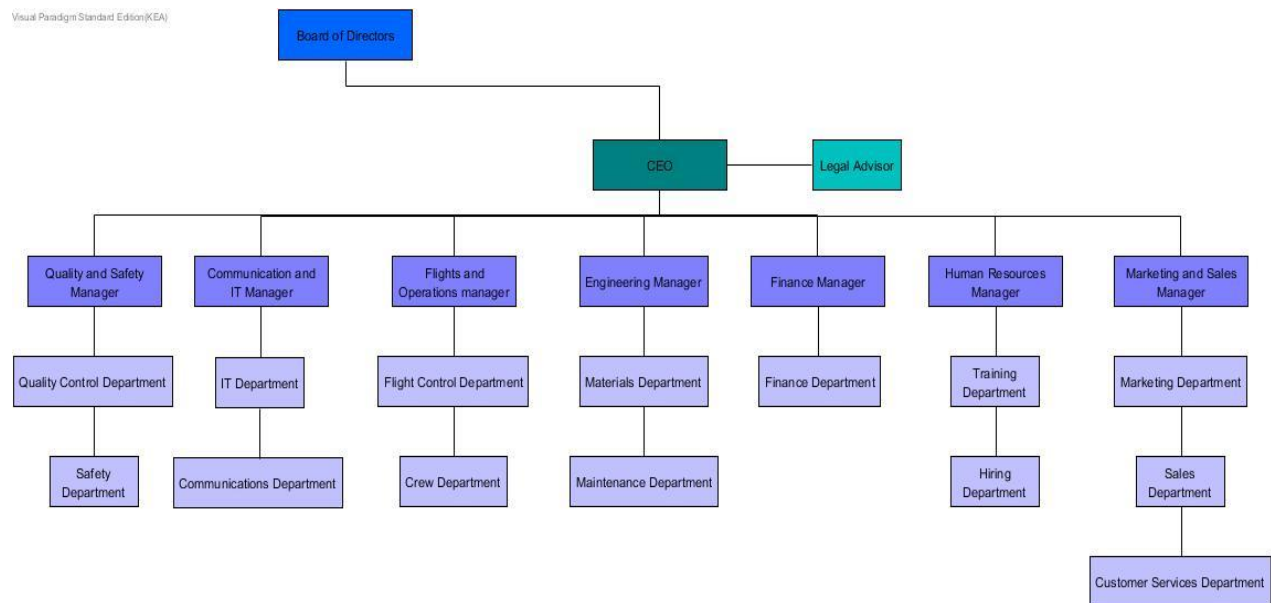 Visual Paradigm Standard Edition(KEA)
Board of Directors
CEO
Legal Advisor
Quality and Safety
Manager
Communication and
IT Manager
Flights and
Operations manager
Engineering Manager
Finance Manager
Human Resources
Manager
Marketing and Sales
Manager
Quality Control Department
IT Department
Flight Control Department
Materials Department
Finance Department
Training
Department
Marketing Department
Safety
Department
Communications Department
Crew Department
Maintenance Department
Hiring
Department
Sales
Department
Customer Services Department